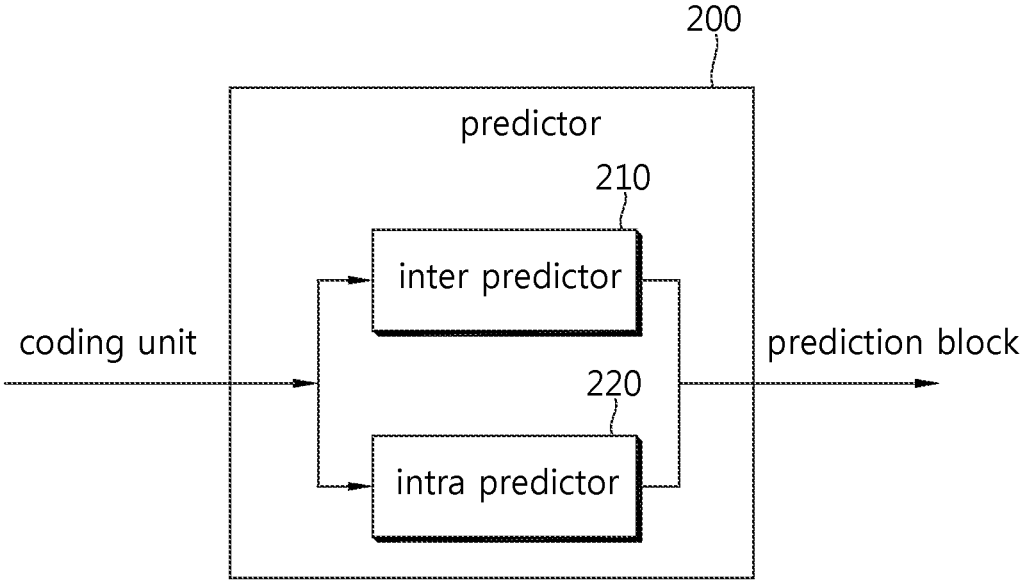 200
predictor
210
inter predictor
coding unit
prediction block
220
intra predictor